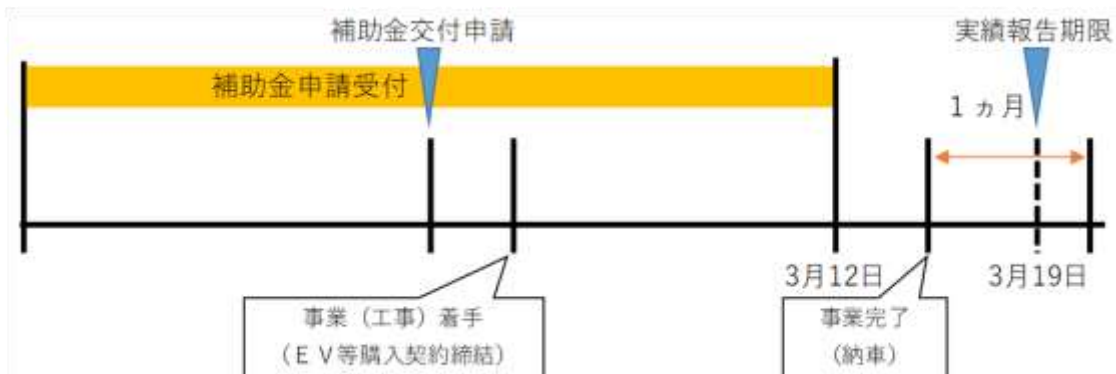 補助金交付申請
実績報告期限
補助金申請受付
1ヵ月
3月12日
3月19日
事業(工事)着手
(EV等購入契約締結)
事業完了
(納車)